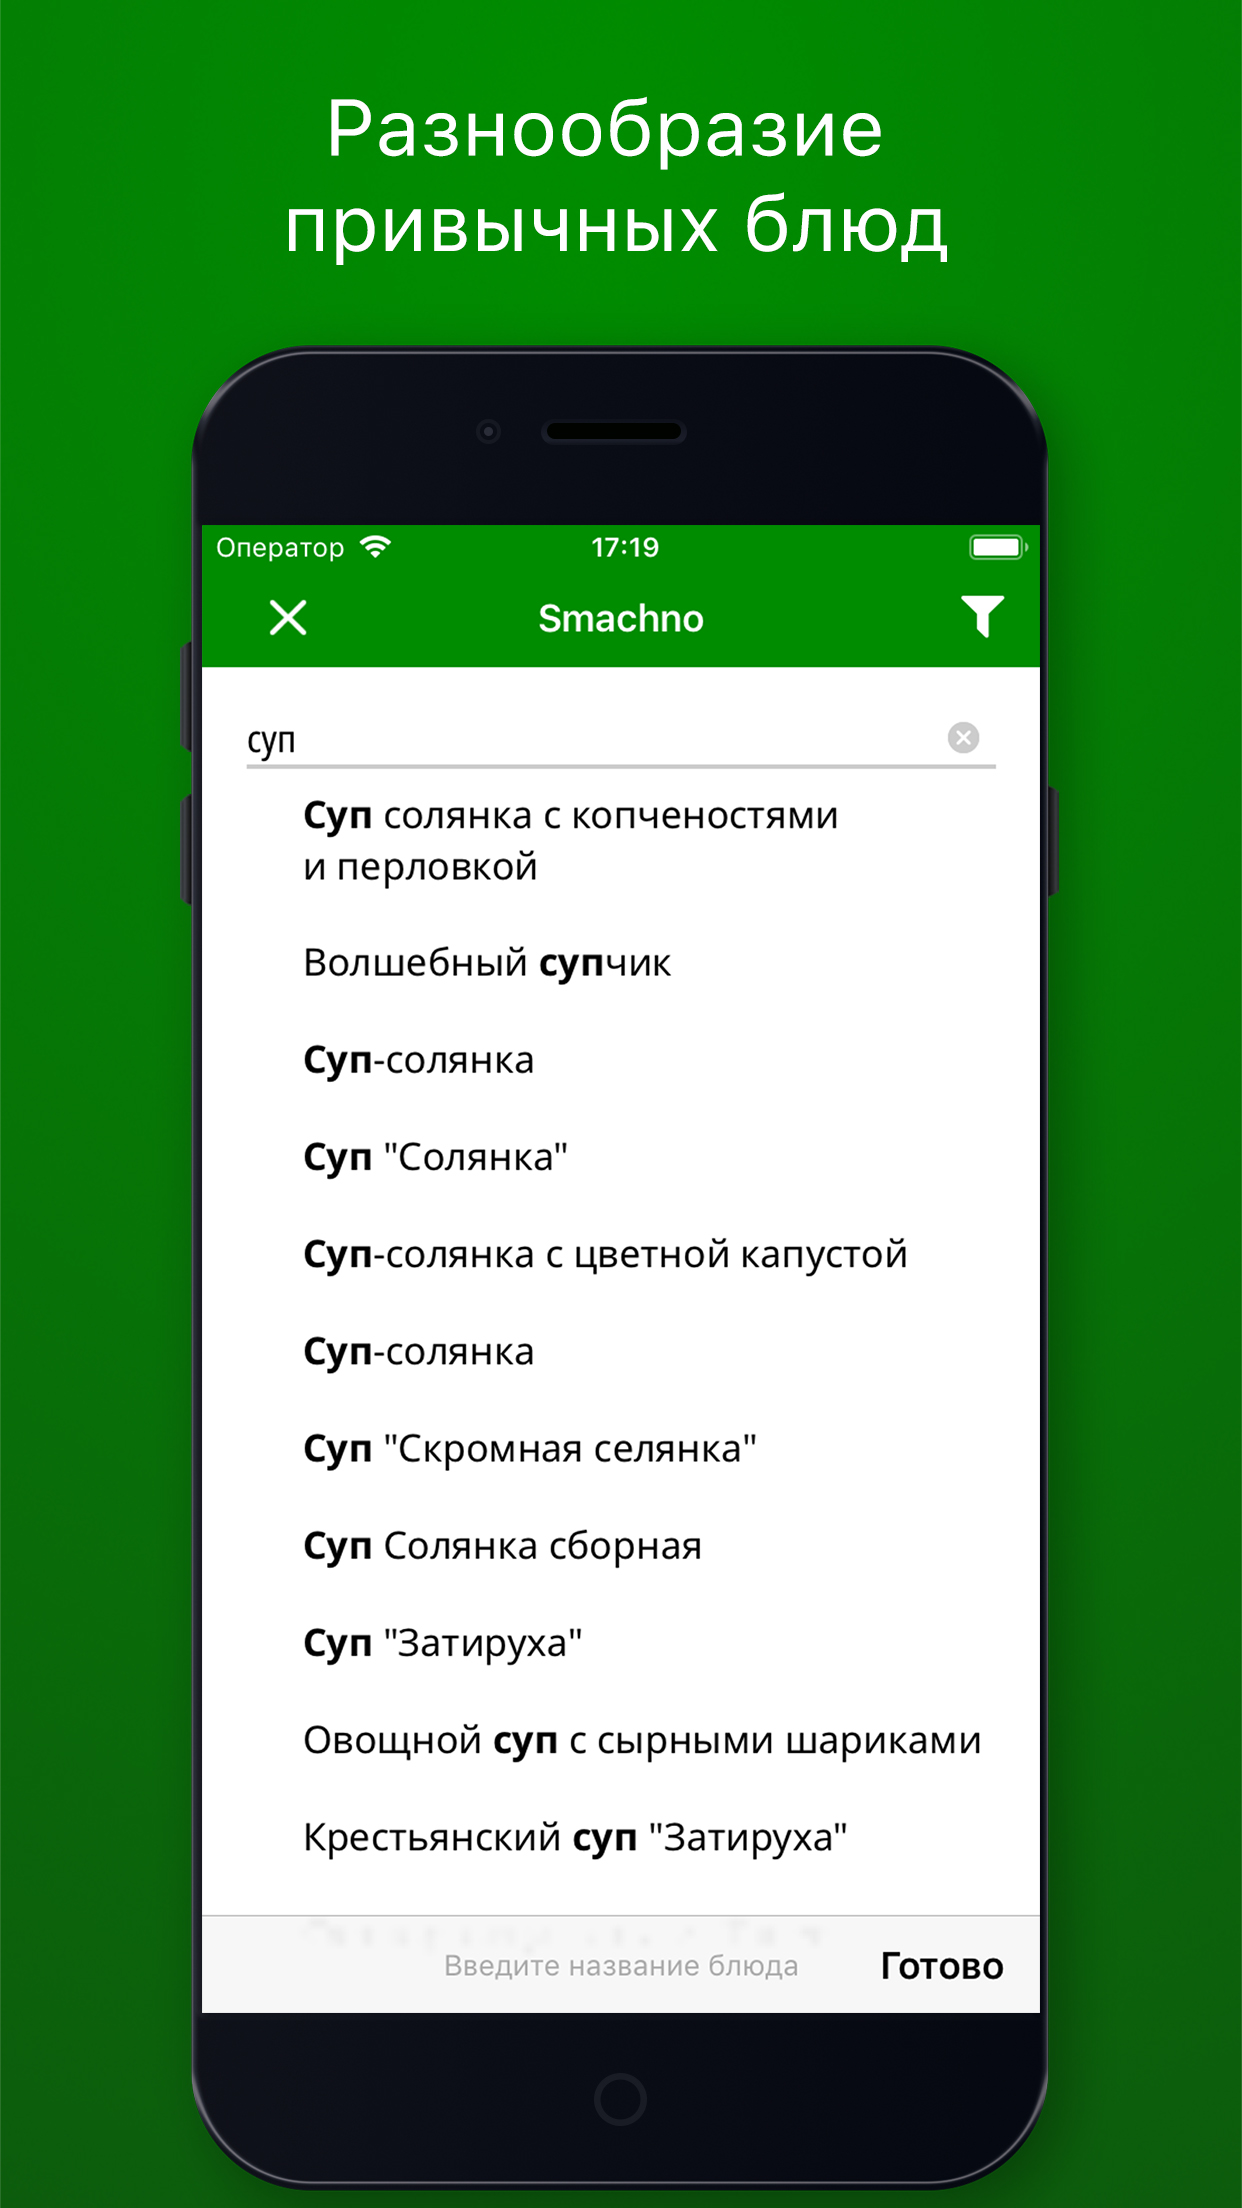 Разнообразие
привычных блюд
Оператор
17:19
Smachno
суп
Суп солянка с копченостями
и перловкой
Волшебный супчик
Суп-солянка
Суп "Солянка"
Суп-солянка с цветной капустой
Суп-солянка
Суп "Скромная селянка"
Суп Солянка сборная
Суп "Затируха"
Овощной суп с сырными шариками
Крестьянский суп "Затируха"
Введите название блюда
Готово